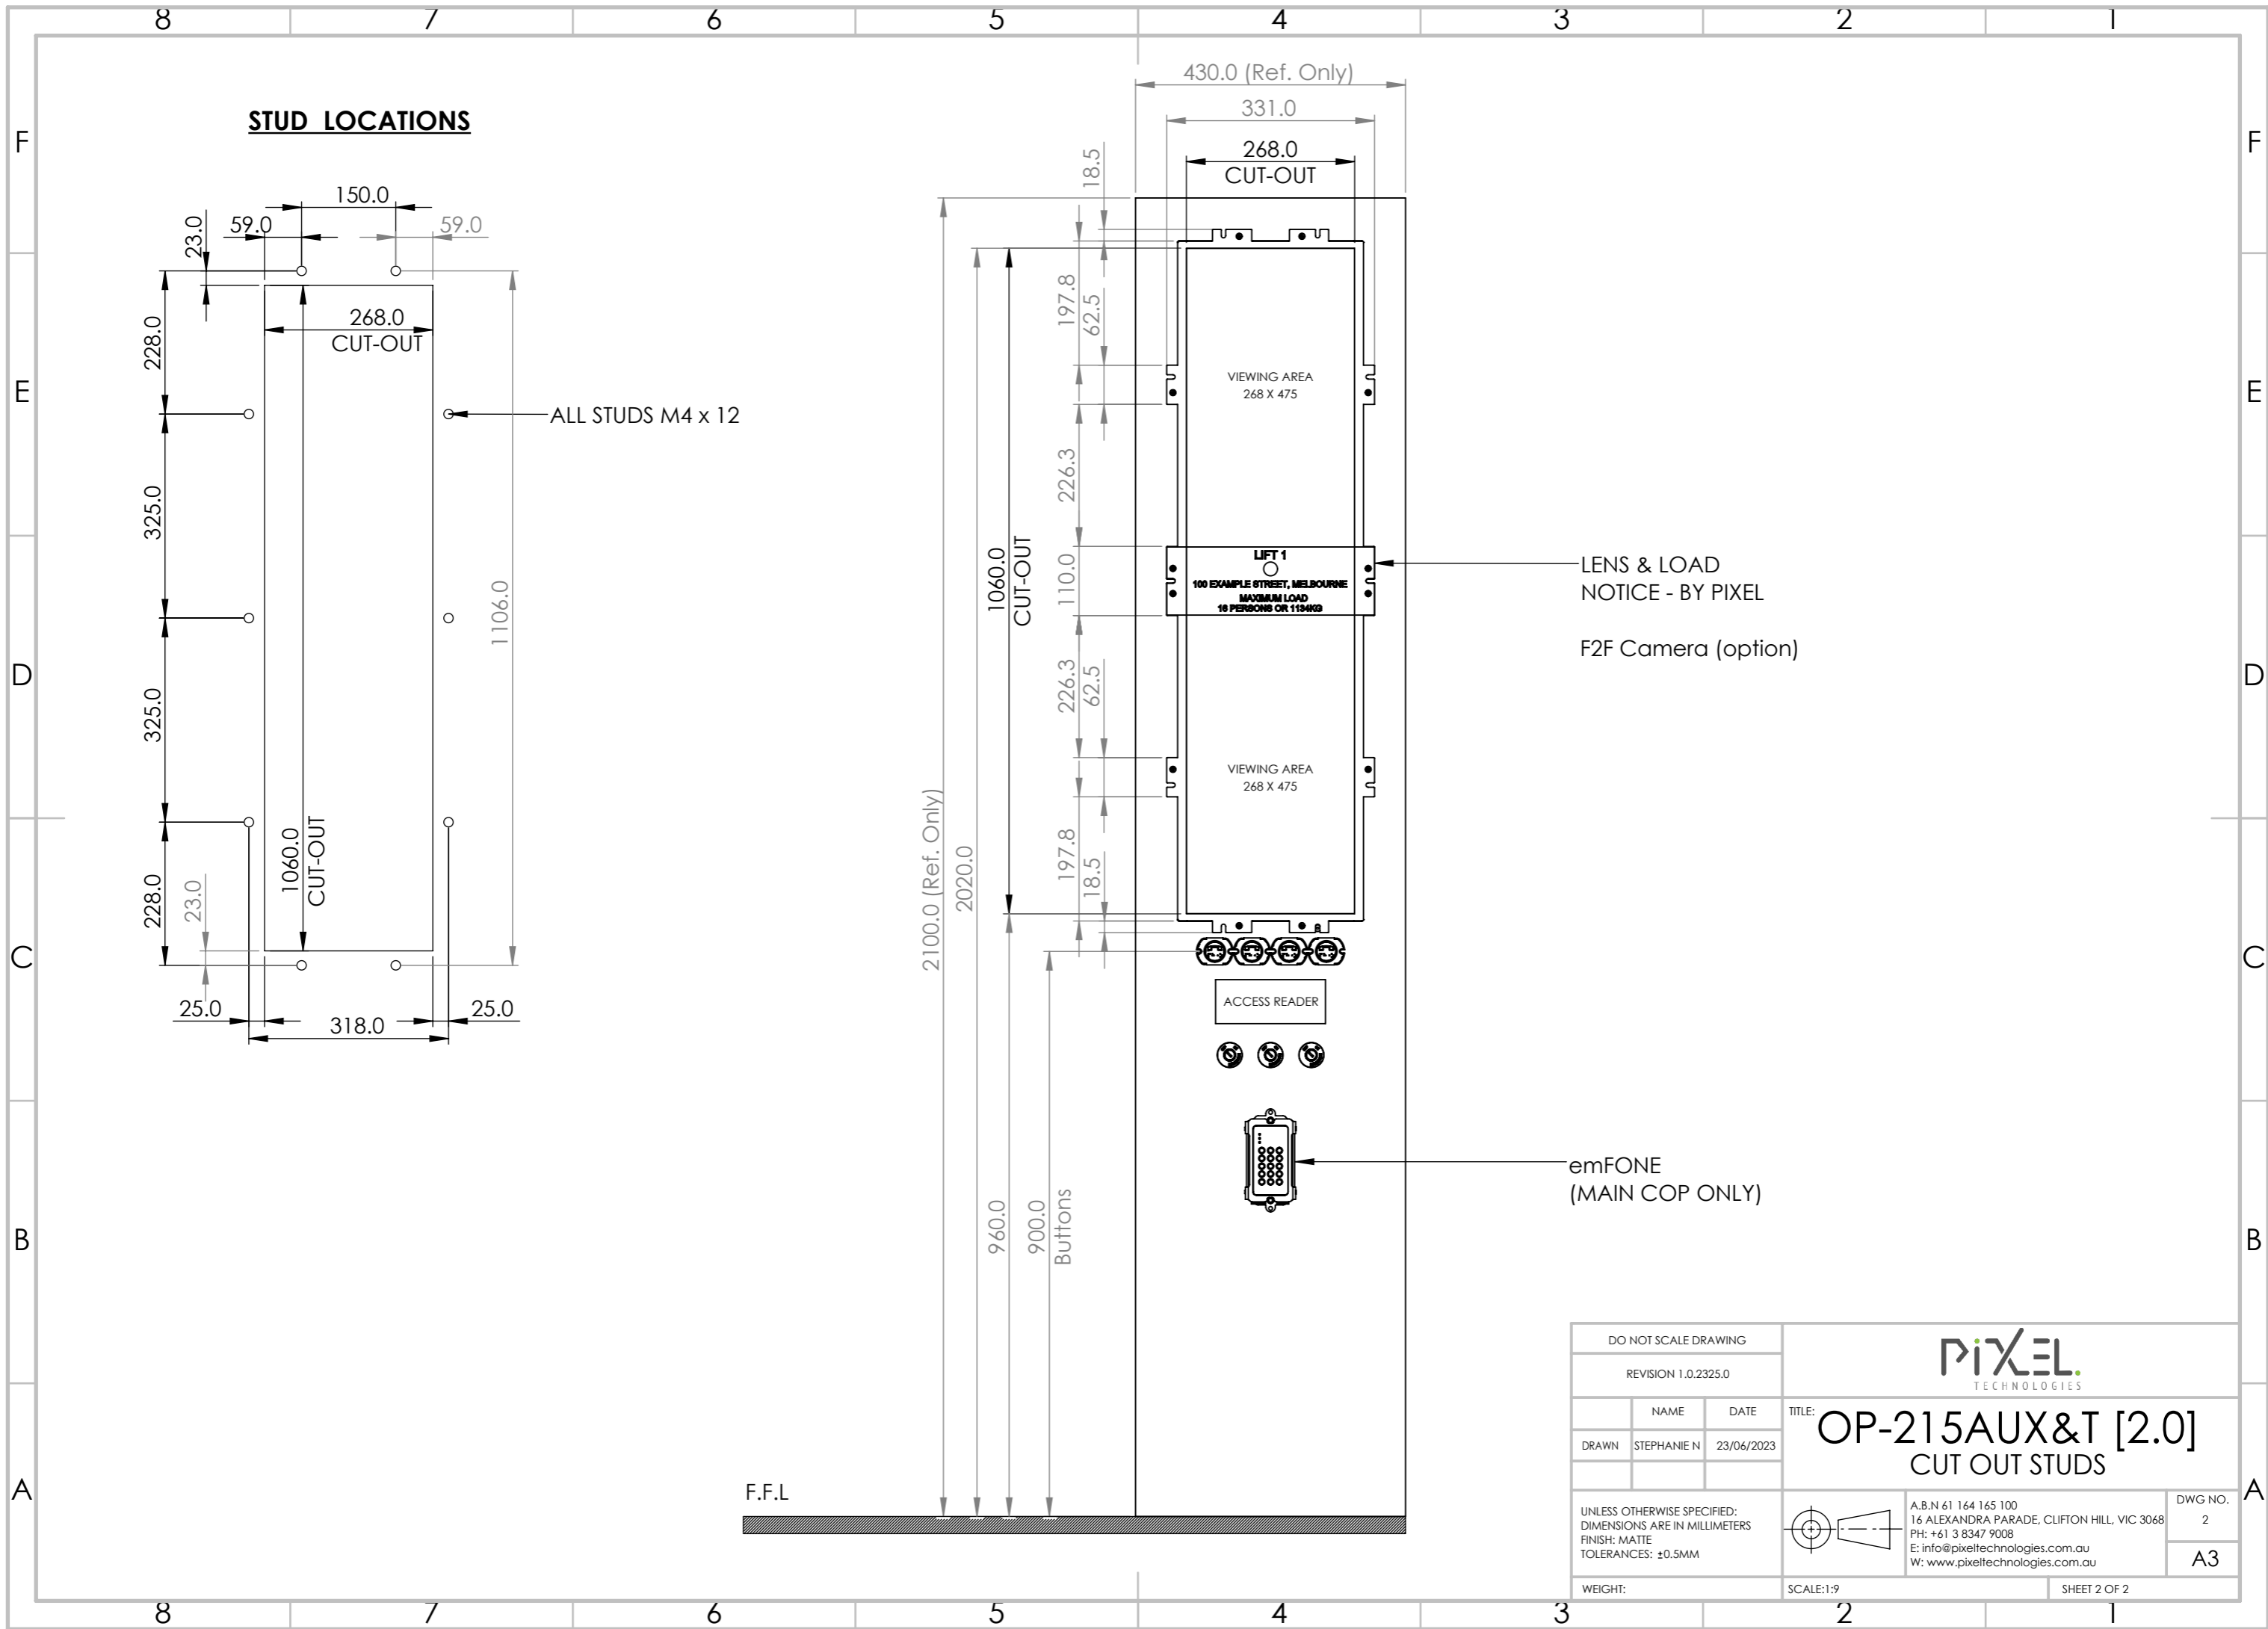 8 7 6 5 4 3 2 1
F
E
D
C
B
A
STUD LOCATIONS
150.0
59.0
59.0
23.0
228.0
268.0
CUT-OUT
ALL STUDS M4 x 12
325.0
1106.0
325.0
1060.0
CUT-OUT
228.0
23.0
25.0
318.0
25.0
430.0 (Ref. Only)
331.0
268.0
CUT-OUT
18.5
197.8
62.5
VIEWING AREA
268 X 475
226.3
1060.0
CUT-OUT
110.0
LIFT 1
100 EXAMPLE STREET, MELBOURNE
MAXIMUM LOAD
16 PERSONS OR 1134KG
LENS & LOAD
NOTICE - BY PIXEL
F2F Camera (option)
226.3
62.5
VIEWING AREA
268 X 475
2100.0 (Ref. Only)
2020.0
197.8
18.5
ACCESS READER
960.0
900.0
Buttons
emFONE
(MAIN COP ONLY)
F.F.L
DO NOT SCALE DRAWING
REVISION 1.0.2325.0
PiXEL.
TECHNOLOGIES
NAME DATE
DRAWN STEPHANIE N 23/06/2023
TITLE: OP-215AUX&T [2.0]
CUT OUT STUDS
UNLESS OTHERWISE SPECIFIED:
DIMENSIONS ARE IN MILLIMETERS
FINISH: MATTE
TOLERANCES: ±0.5MM
A.B.N 61 164 165 100
16 ALEXANDRA PARADE, CLIFTON HILL, VIC 3068
PH: +61 3 8347 9008
E: info@pixeltechnologies.com.au
W: www.pixeltechnologies.com.au
DWG NO.
2
A3
WEIGHT:
SCALE:1:9
SHEET 2 OF 2
F
E
D
C
B
A
8 7 6 5 4 3 2 1